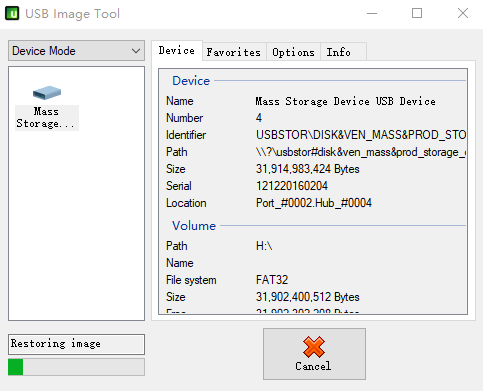 USB Image Tool
Device Mode
Device Favorites Options Info
Mass
Storage...
Device
Name Mass Storage Device USB Device
Number 4
Identifier USBSTOR\DISK&VEN_MASS&PROD_STO
Path \\?\usbstor#disk&ven_mass&prod_storage_
Size 31,914,983,424 Bytes
Serial 121220160204
Location Port_#0002.Hub_#0004
Volume
Path H:\
Name
File system FAT32
Size 31,902,400,512 Bytes
Restoring image
Cancel